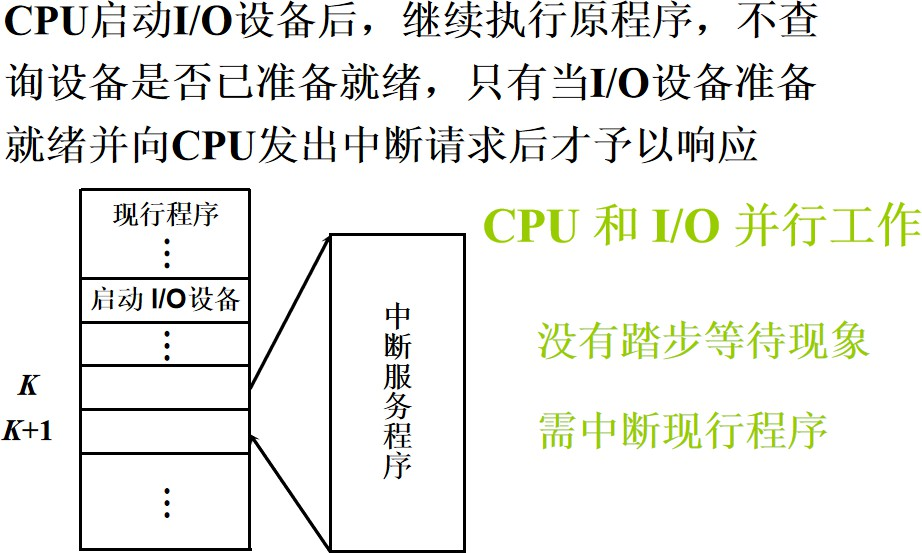 CPU启动I/O设备后，继续执行原程序，不查
询设备是否已准备就绪，只有当I/O设备准备
就绪并向CPU发出中断请求后才予以响应
现行程序
⋮
启动 I/O设备
⋮
K
K+1
⋮
中断服务程序
CPU 和 I/O 并行工作
没有踏步等待现象
需中断现行程序